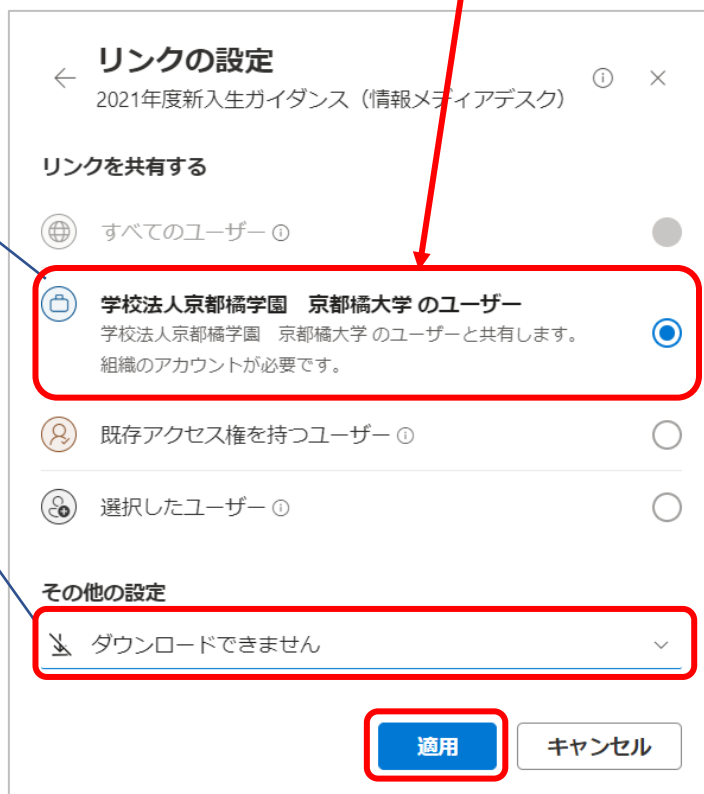 リンクの設定
2021年度新入生ガイダンス（情報メディアデスク）
リンクを共有する
すべてのユーザー
学校法人京都橘学園　京都橘大学 のユーザー
学校法人京都橘学園　京都橘大学 のユーザーと共有します。
組織のアカウントが必要です。
既存アクセス権を持つユーザー
選択したユーザー
その他の設定
ダウンロードできません
適用
キャンセル